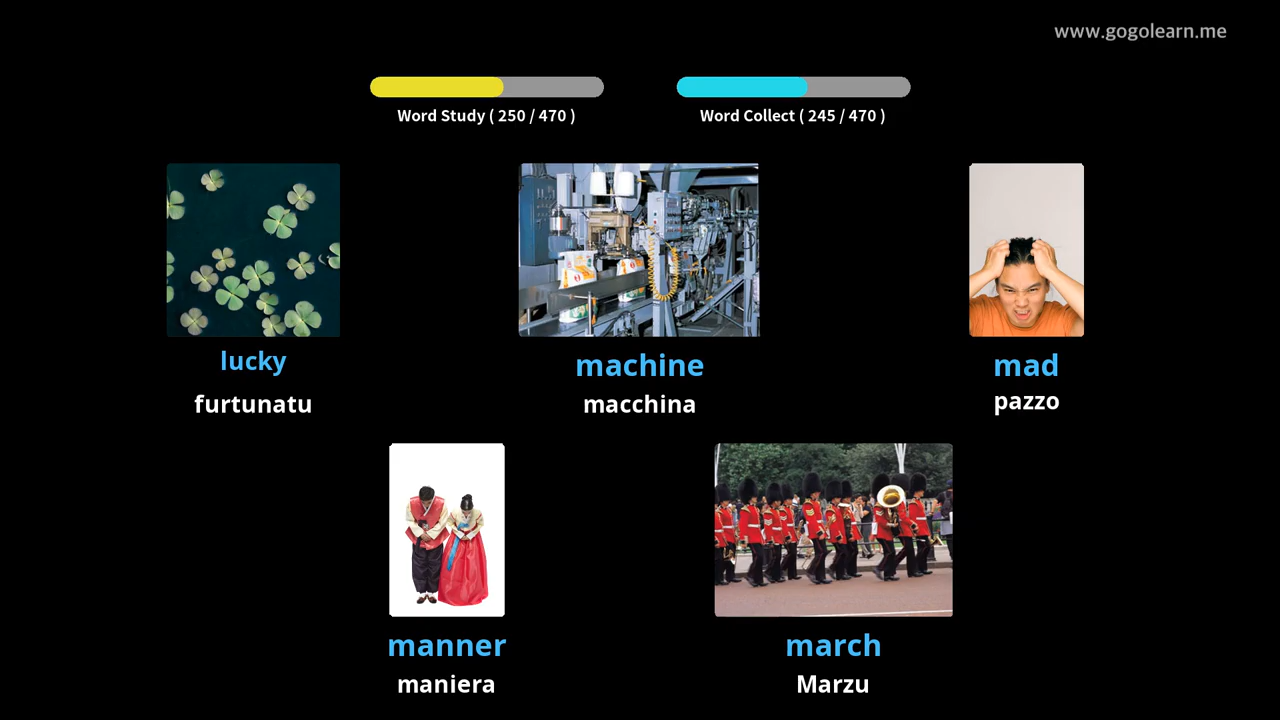 www.gogolearn.me
Word Study ( 250 / 470 )
Word Collect ( 245 / 470 )
lucky
furtunatu
machine
macchina
mad
pazzo
manner
maniera
march
Marzu